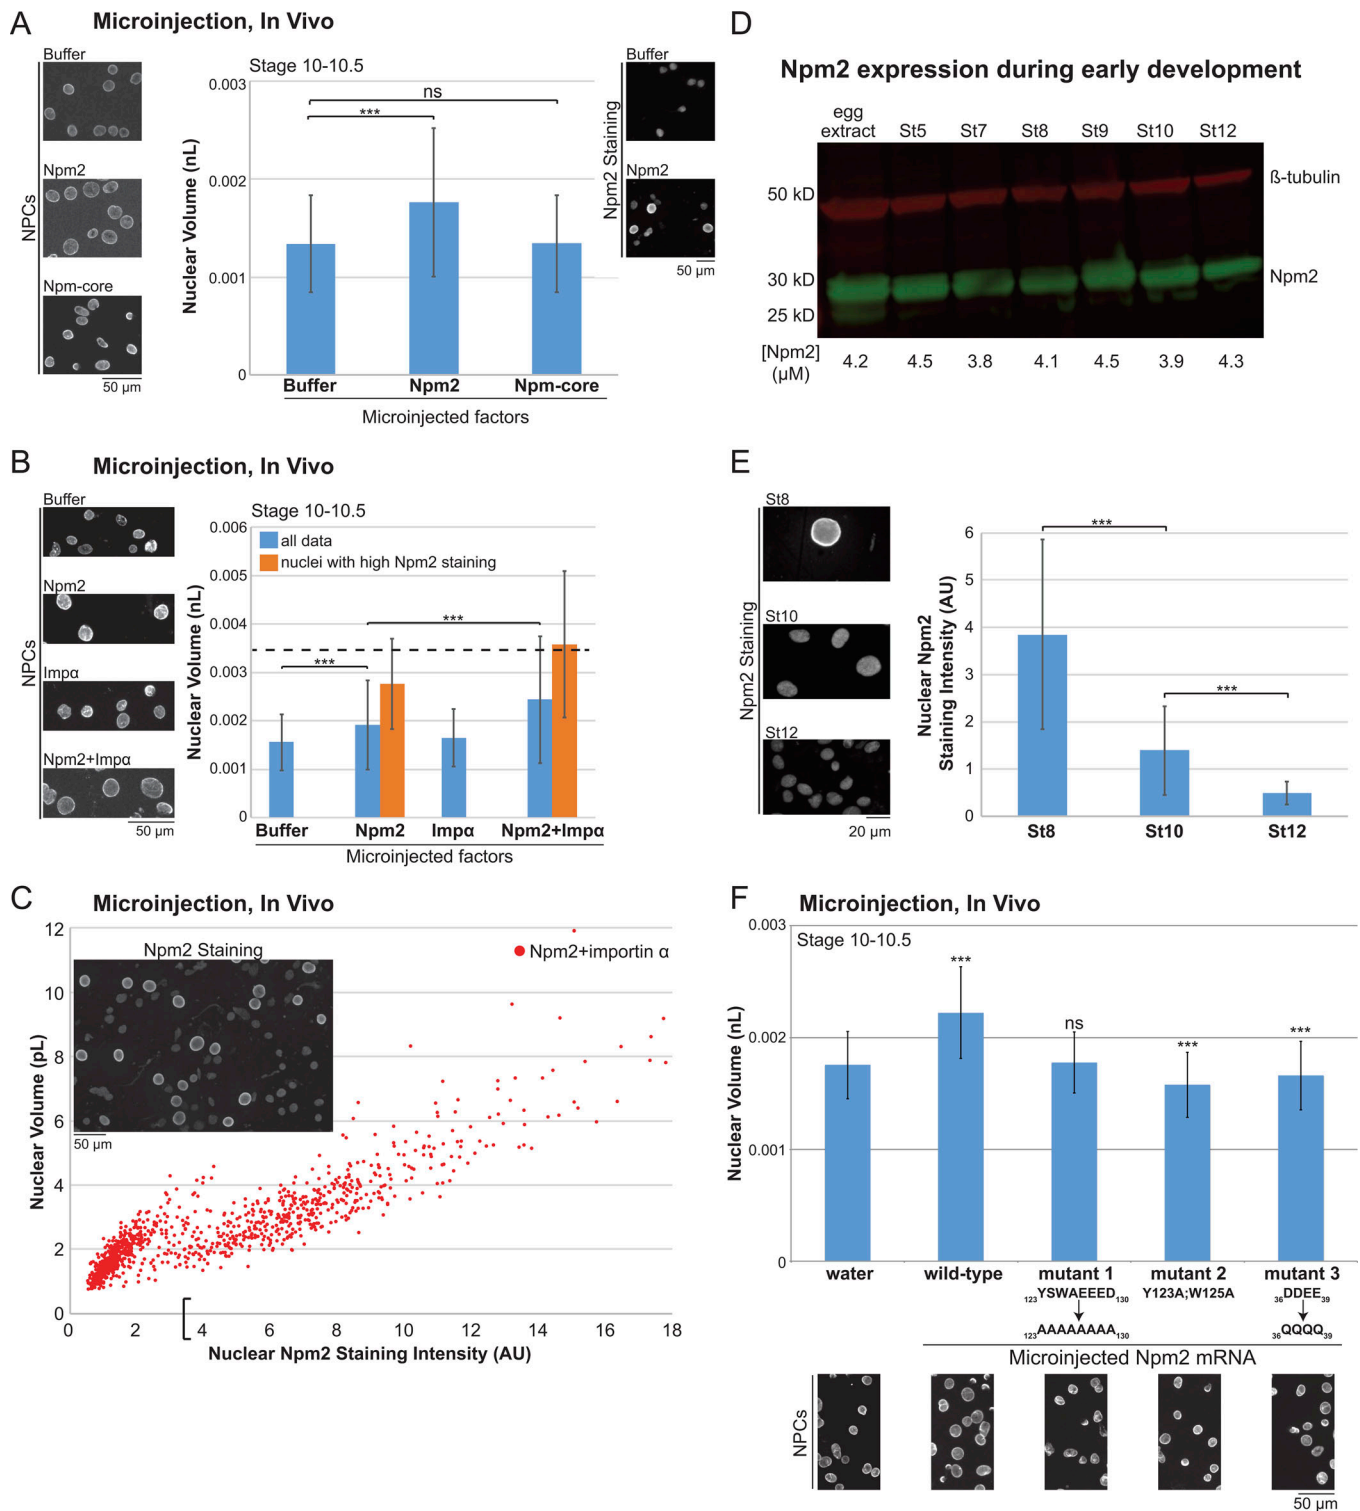 A
Microinjection, In Vivo
Buffer
Npm2
Npm-core
NPCs
50 µm
Stage 10-10.5
Nuclear Volume (nL)
0.003
0.002
0.001
0
ns
***
Buffer
Npm2
Npm-core
Microinjected factors
Npm2 Staining
Buffer
Npm2
50 µm
B
Microinjection, In Vivo
Buffer
Npm2
Impα
Npm2+Impα
NPCs
50 µm
Stage 10-10.5
Nuclear Volume (nL)
0.006
0.005
0.004
0.003
0.002
0.001
0
all data
nuclei with high Npm2 staining
***
***
Buffer
Npm2
Impα
Npm2+Impα
Microinjected factors
C
Microinjection, In Vivo
Nuclear Volume (pL)
12
10
8
6
4
2
0
Npm2 Staining
50 µm
Npm2+importin α
0 2 4 6 8 10 12 14 16 18
[
Nuclear Npm2 Staining Intensity (AU)
D
Npm2 expression during early development
egg
extract
St5 St7 St8 St9 St10 St12
50 kD
30 kD
25 kD
ß-tubulin
Npm2
[Npm2]
(µM)
4.2 4.5 3.8 4.1 4.5 3.9 4.3
E
St8
St10
St12
Npm2 Staining
20 µm
Nuclear Npm2
Staining Intensity (AU)
6
5
4
3
2
1
0
***
***
St8 St10 St12
F
Microinjection, In Vivo
Stage 10-10.5
Nuclear Volume (nL)
0.003
0.002
0.001
0
***
ns
***
***
water wild-type mutant 1 mutant 2 mutant 3
123YSWAEEED130
Y123A;W125A
36DDEE39
123AAAAAAAA130
36QQQQ39
Microinjected Npm2 mRNA
NPCs
50 µm